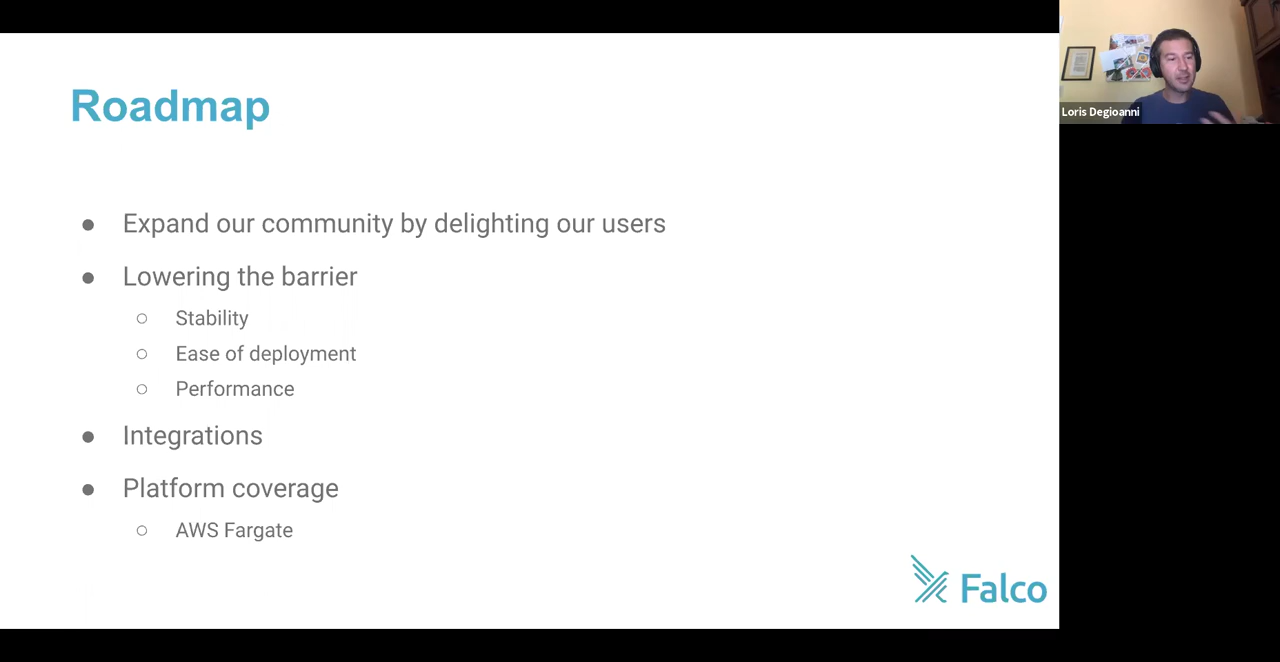 Roadmap
Loris Degioanni
● Expand our community by delighting our users
● Lowering the barrier
○ Stability
○ Ease of deployment
○ Performance
● Integrations
● Platform coverage
○ AWS Fargate
Falco